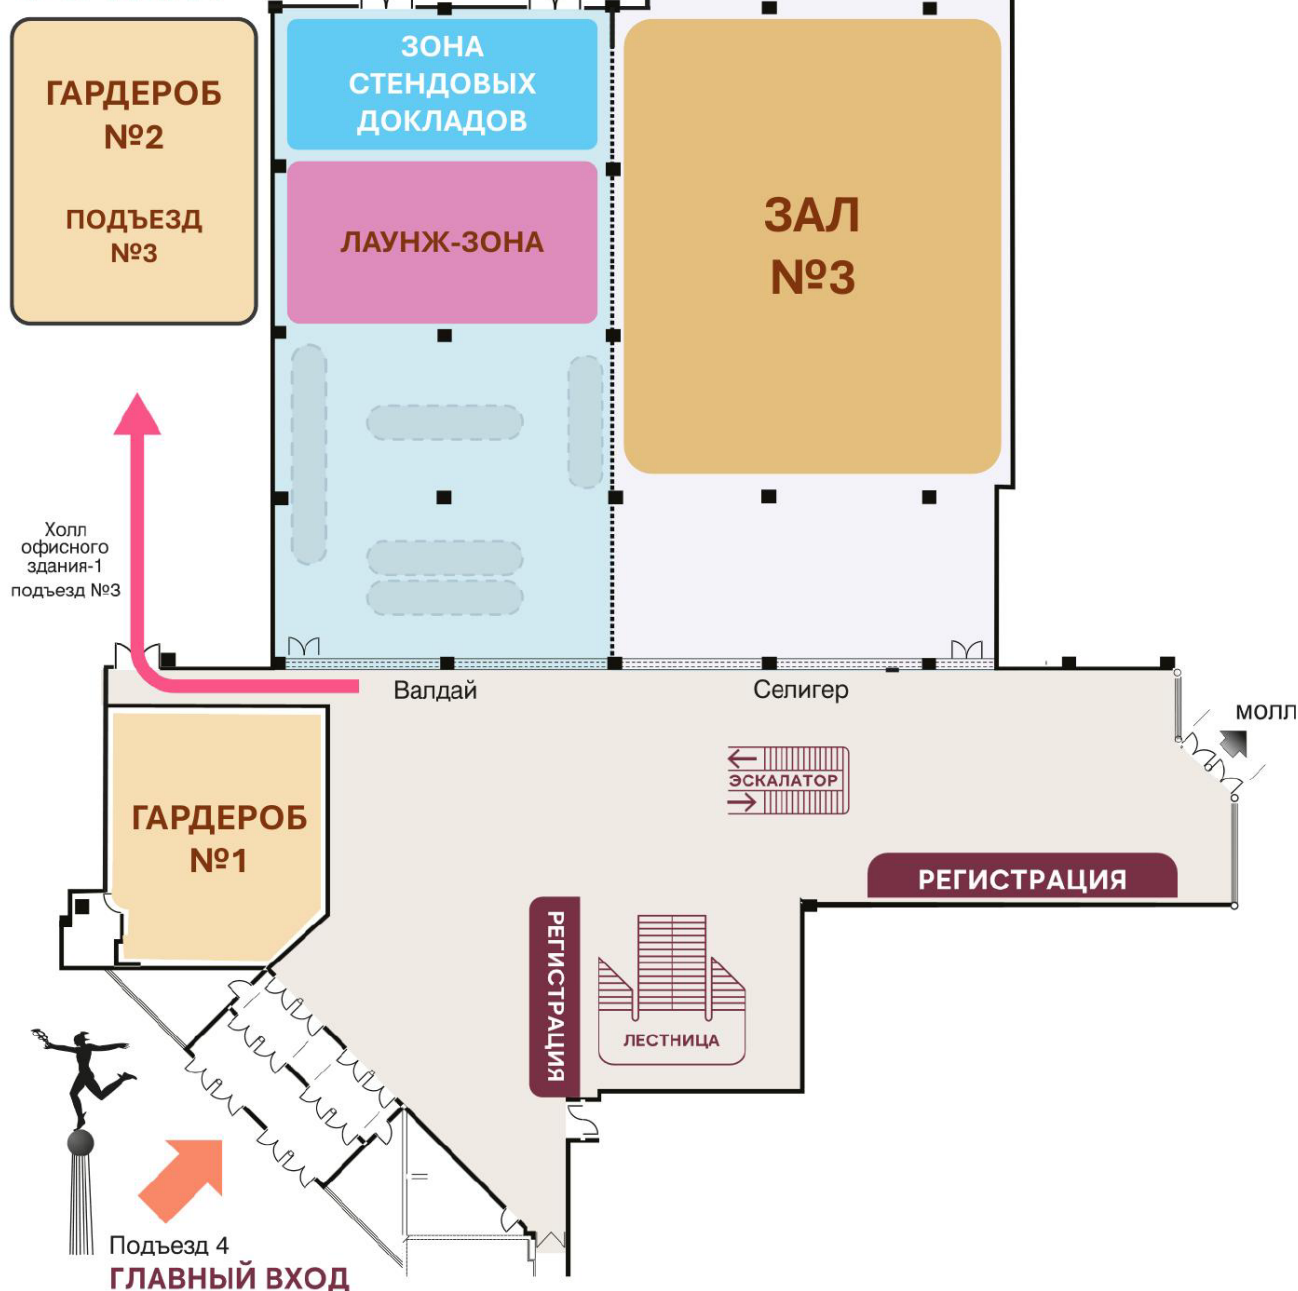 ГАРДЕРОБ
№2
ПОДЪЕЗД
№3
ЗОНА
СТЕНДОВЫХ
ДОКЛАДОВ
ЛАУНЖ-ЗОНА
ЗАЛ
№3
Холл
офисного
здания-1
подъезд №3
Валдай
Селигер
МОЛЛ
ЭСКАЛАТОР
ГАРДЕРОБ
№1
РЕГИСТРАЦИЯ
РЕГИСТРАЦИЯ
ЛЕСТНИЦА
Подъезд 4
ГЛАВНЫЙ ВХОД